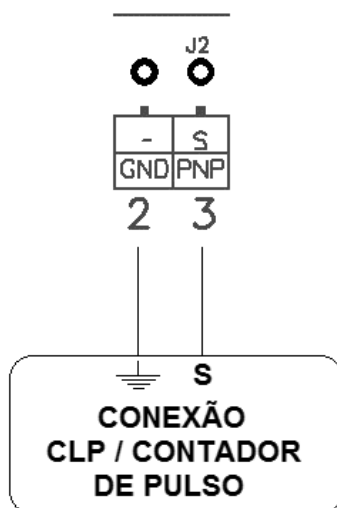 J2
- S
GND PNP
2 3
S
CONEXÃO
CLP / CONTADOR
DE PULSO